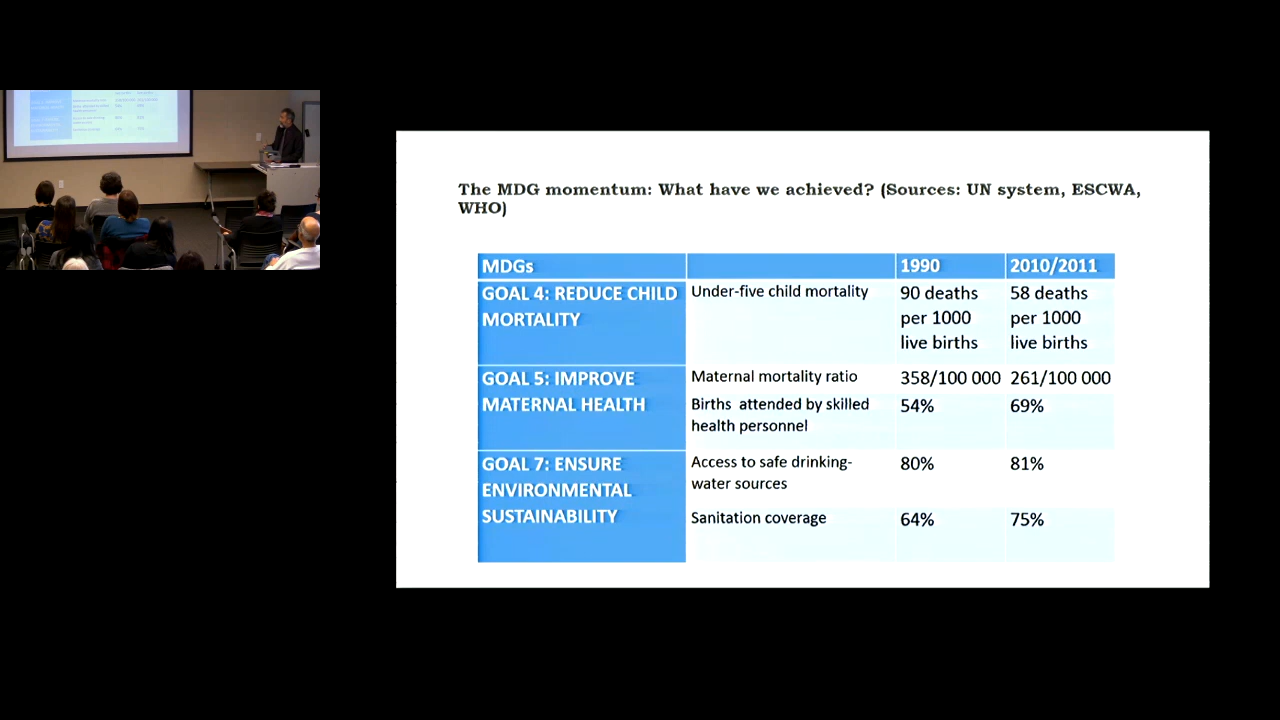 The MDG momentum: What have we achieved? (Sources: UN system, ESCWA,
WHO)
MDGs 1990 2010/2011
GOAL 4: REDUCE CHILD Under-five child mortality 90 deaths 58 deaths
MORTALITY per 1000 per 1000
live births live births
GOAL 5: IMPROVE Maternal mortality ratio 358/100 000 261/100 000
MATERNAL HEALTH Births attended by skilled 54% 69%
health personnel
GOAL 7: ENSURE Access to safe drinking- 80% 81%
ENVIRONMENTAL water sources
SUSTAINABILITY Sanitation coverage 64% 75%